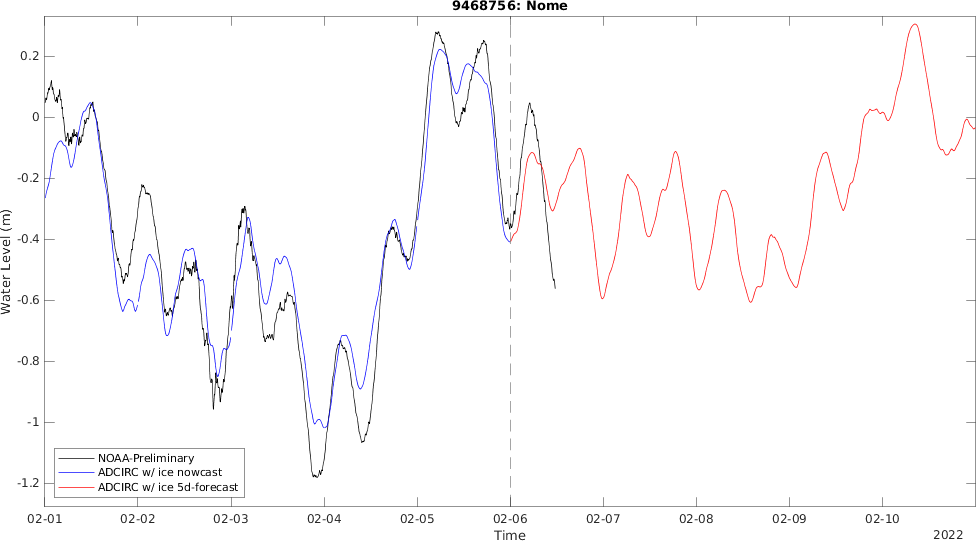 9468756: Nome
0.2
0
-0.2
-0.4
-0.6
-0.8
-1
-1.2
Water Level (m)
NOAA-Preliminary
ADCIRC w/ ice nowcast
ADCIRC w/ ice 5d-forecast
02-01 02-02 02-03 02-04 02-05 02-06 02-07 02-08 02-09 02-10
Time
2022